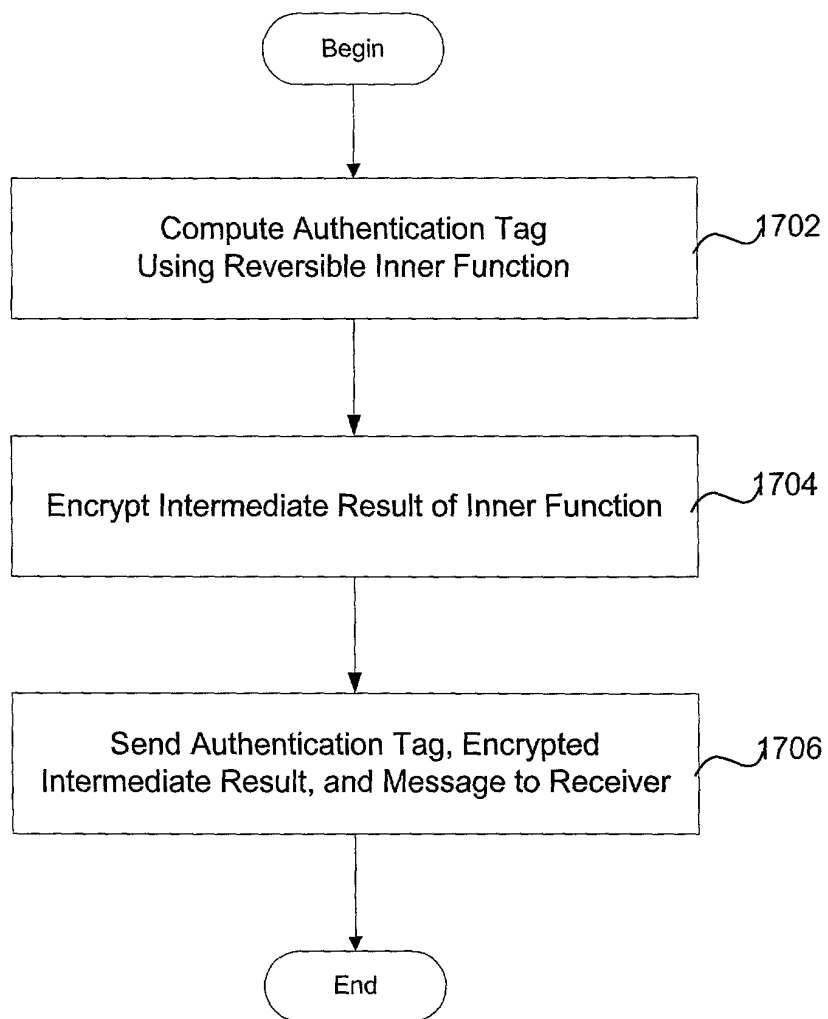 Begin
Compute Authentication Tag
Using Reversible Inner Function
1702
Encrypt Intermediate Result of Inner Function
1704
Send Authentication Tag, Encrypted
Intermediate Result, and Message to Receiver
1706
End